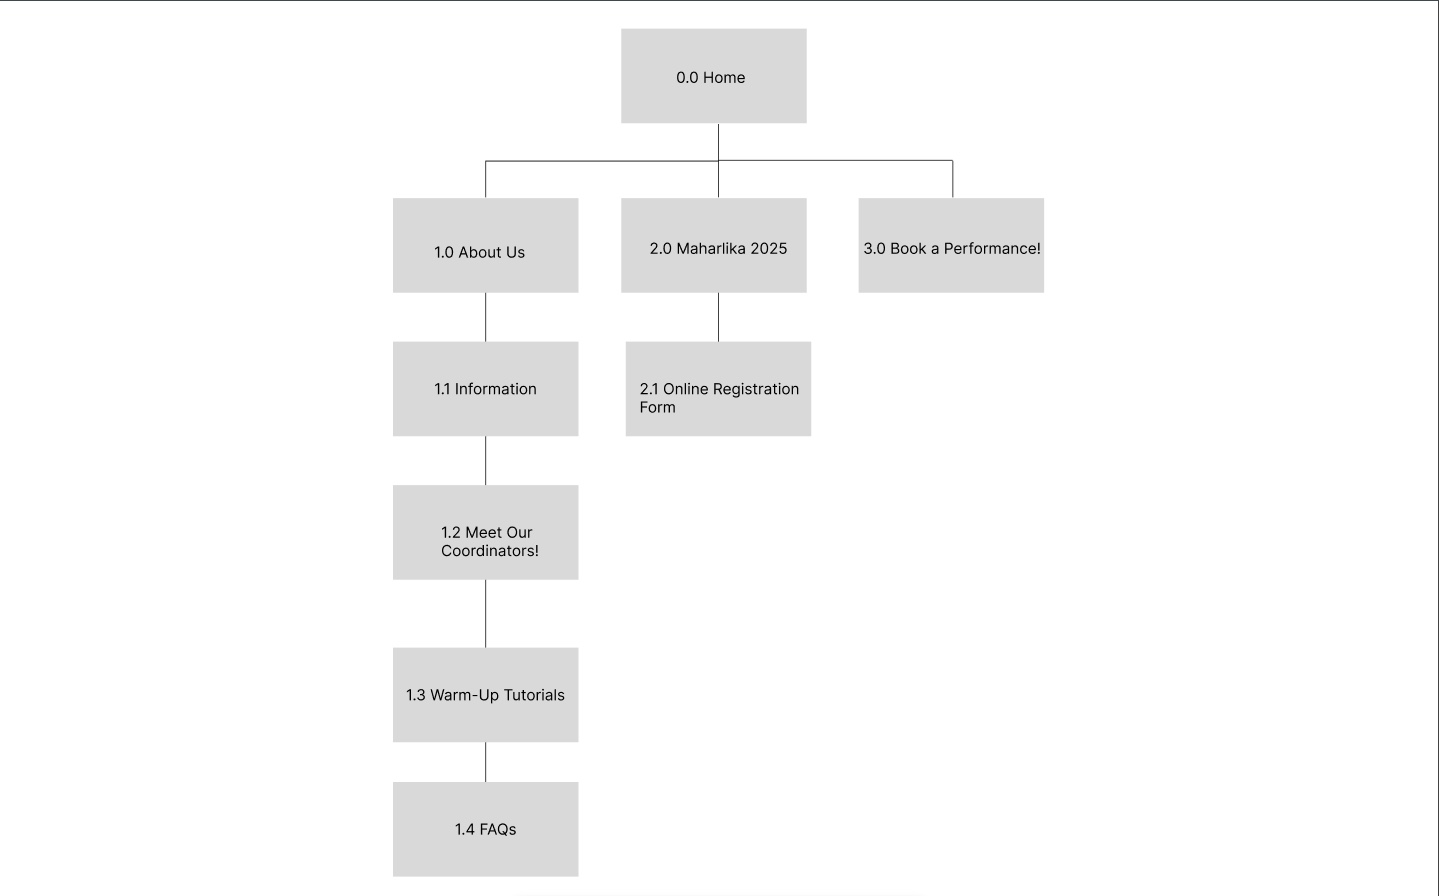 0.0 Home
1.0 About Us
2.0 Maharlika 2025
3.0 Book a Performance!
1.1 Information
2.1 Online Registration
Form
1.2 Meet Our
Coordinators!
1.3 Warm-Up Tutorials
1.4 FAQs